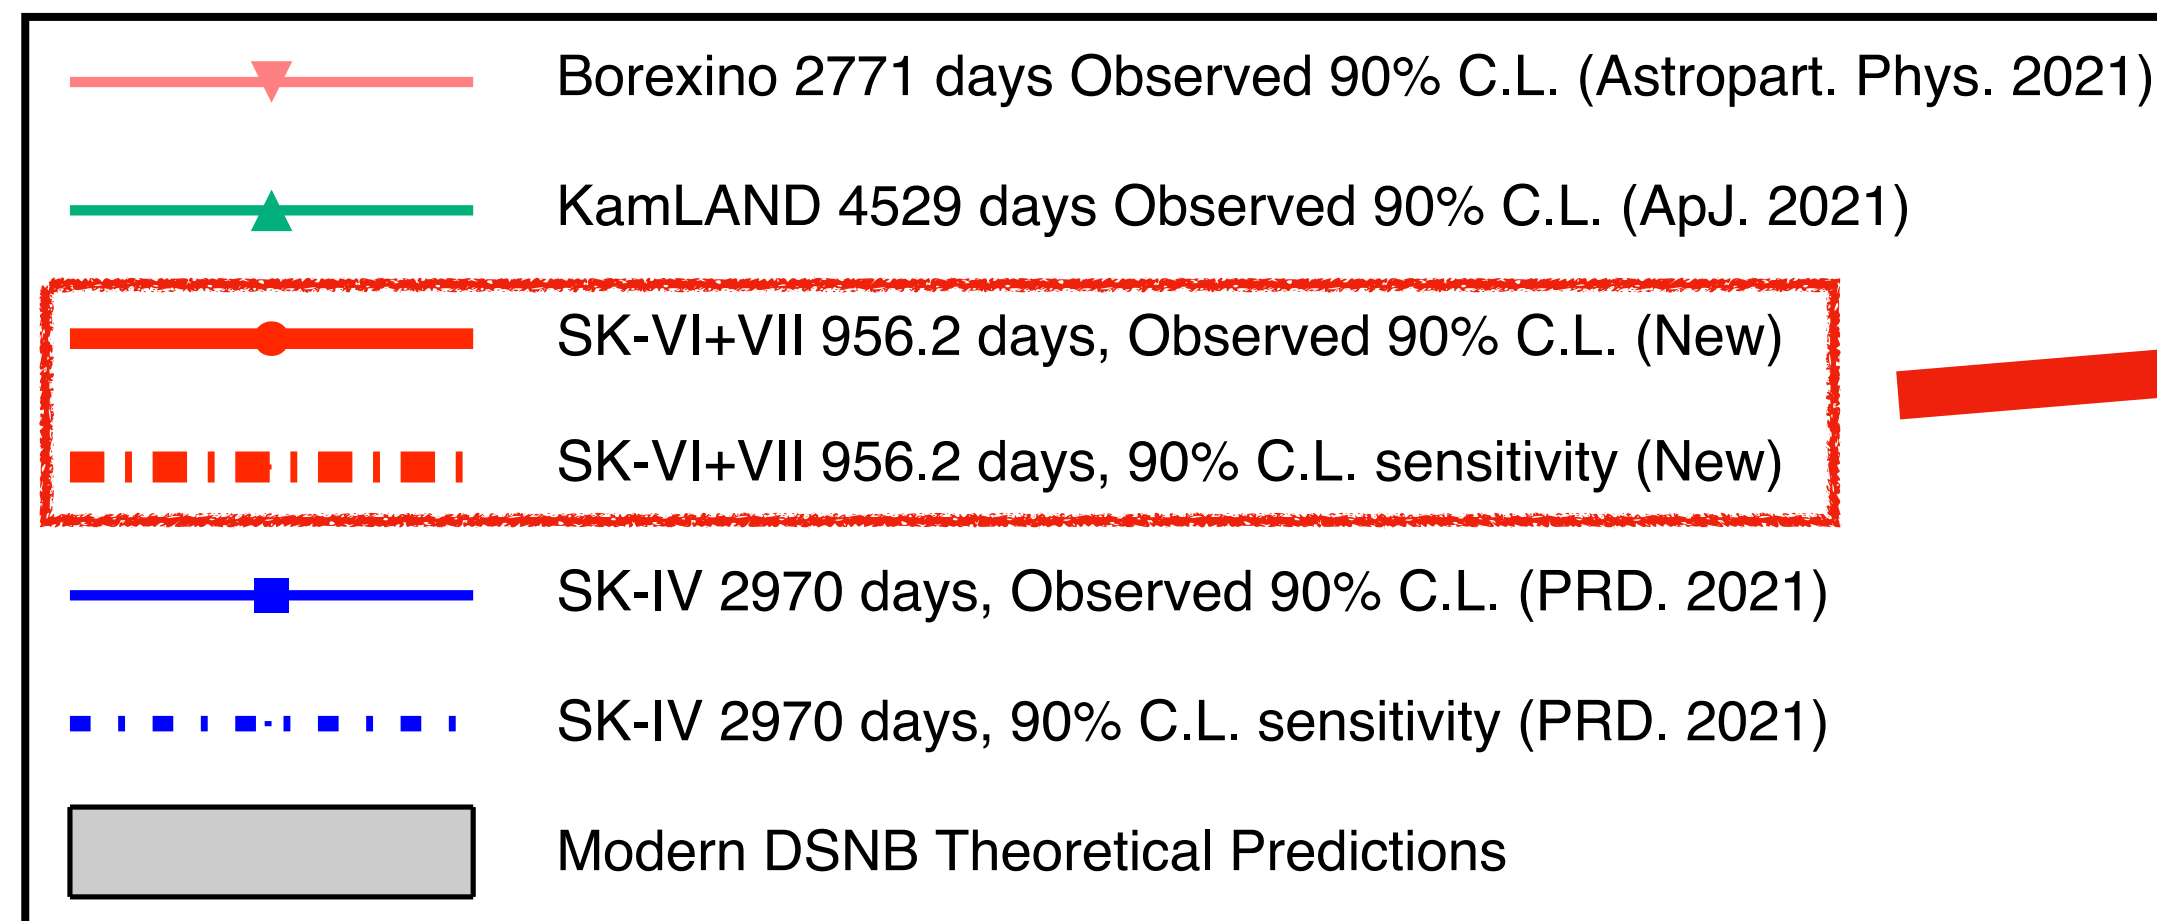 Borexino 2771 days Observed 90% C.L. (Astropart. Phys. 2021)
KamLAND 4529 days Observed 90% C.L. (ApJ. 2021)
SK-VI+VII 956.2 days, Observed 90% C.L. (New)
SK-VI+VII 956.2 days, 90% C.L. sensitivity (New)
SK-IV 2970 days, Observed 90% C.L. (PRD. 2021)
SK-IV 2970 days, 90% C.L. sensitivity (PRD. 2021)
Modern DSNB Theoretical Predictions